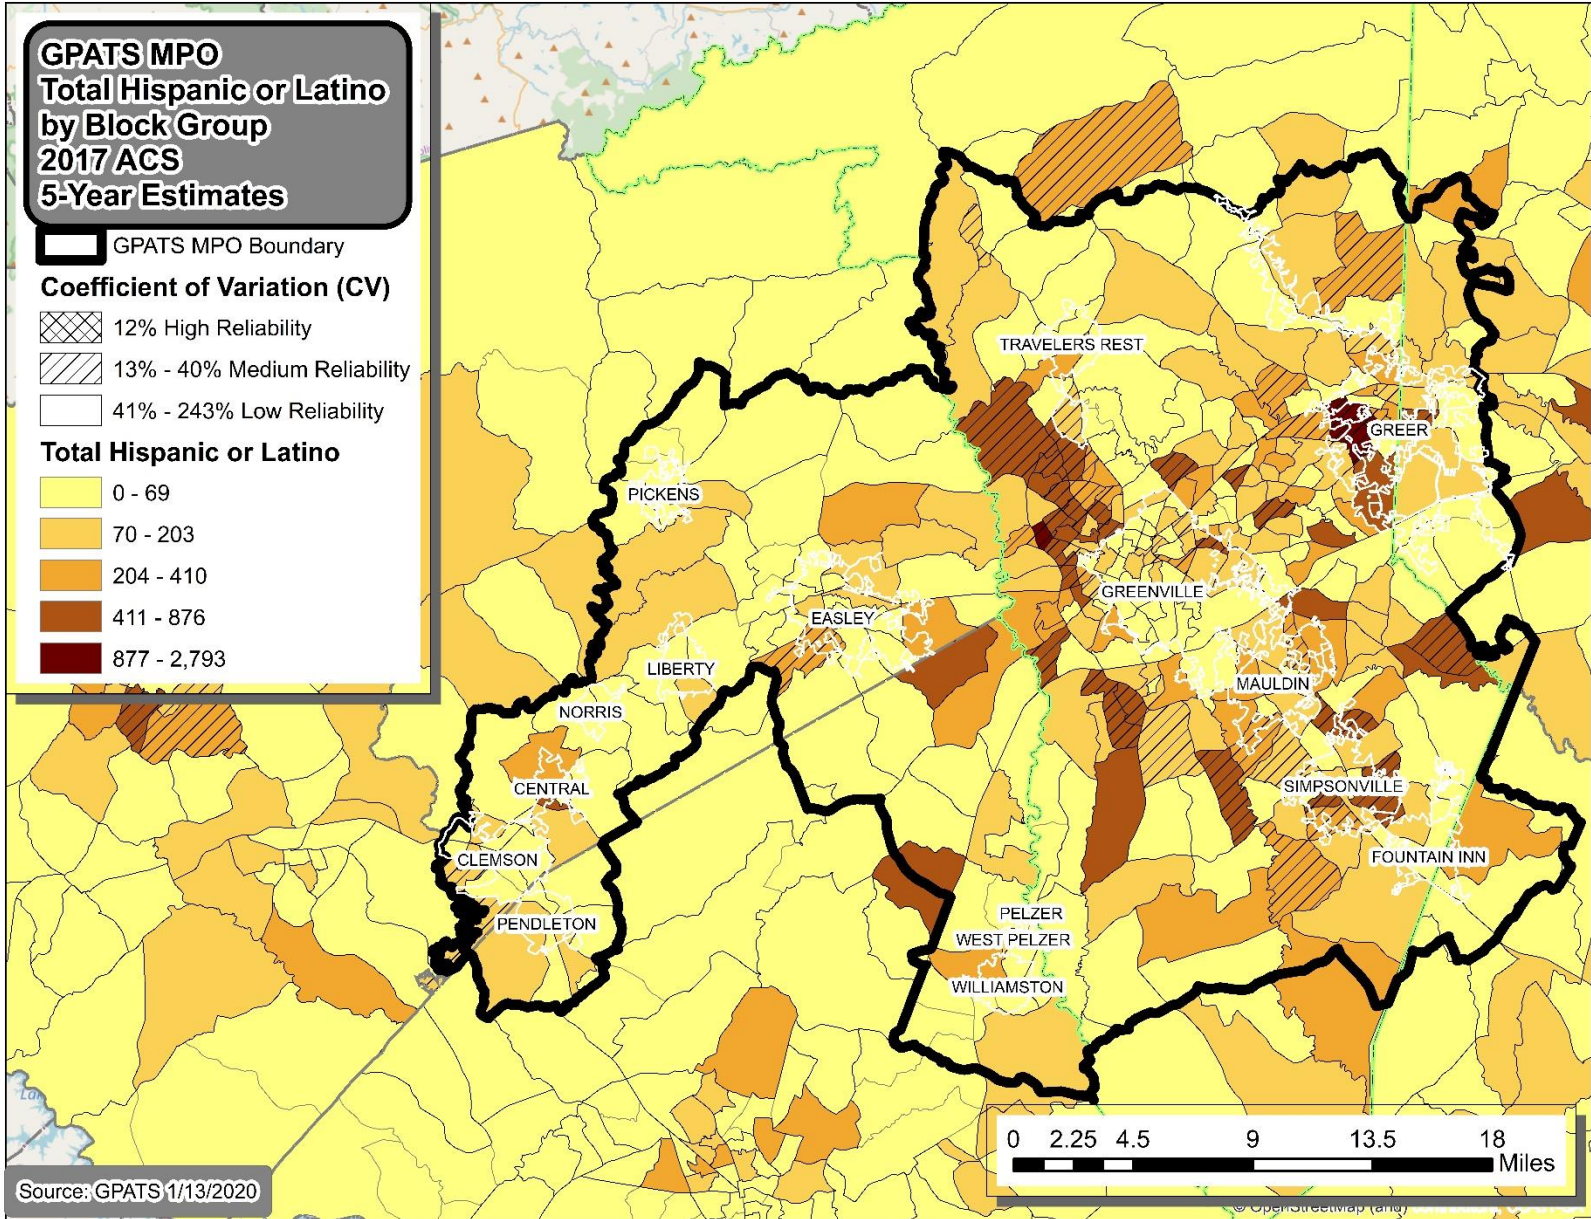 GPATS MPO
Total Hispanic or Latino
by Block Group
2017 ACS
5-Year Estimates
GPATS MPO Boundary
Coefficient of Variation (CV)
12% High Reliability
13% - 40% Medium Reliability
41% - 243% Low Reliability
Total Hispanic or Latino
0 - 69
70 - 203
204 - 410
411 - 876
877 - 2,793
TRAVELERS REST
GREER
PICKENS
GREENVILLE
EASLEY
LIBERTY
MAULDIN
NORRIS
CENTRAL
SIMPSONVILLE
CLEMSON
FOUNTAIN INN
PENDLETON
PELZER
WEST PELZER
WILLIAMSTON
0 2.25 4.5 9 13.5 18
Miles
Source: GPATS 1/13/2020
© OpenStreetMap (and)